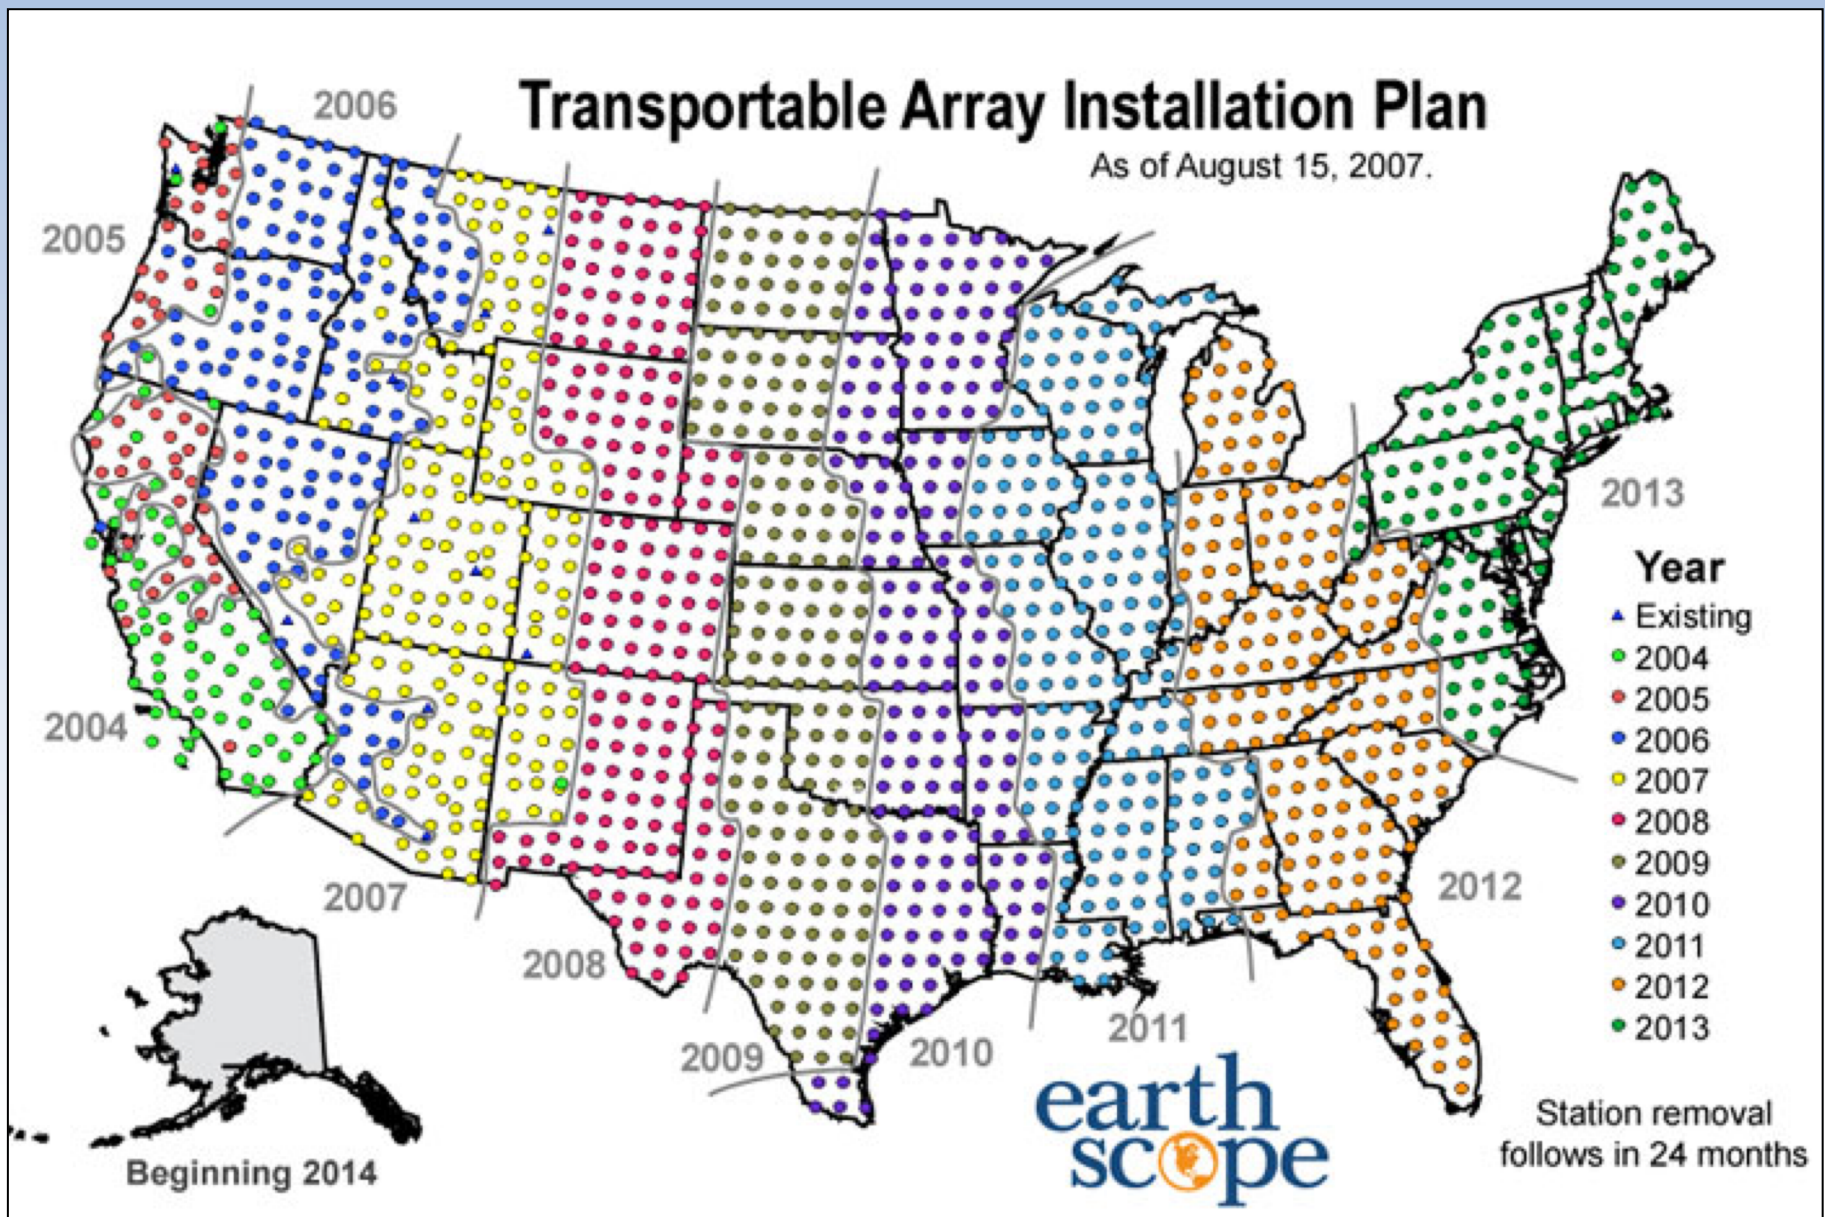 Transportable Array Installation Plan
As of August 15, 2007.
2006
2005
2004
2007
2008
2009
2010
2011
2012
2013
Year
Existing
2004
2005
2006
2007
2008
2009
2010
2011
2012
2013
Beginning 2014
earth
scope
Station removal
follows in 24 months